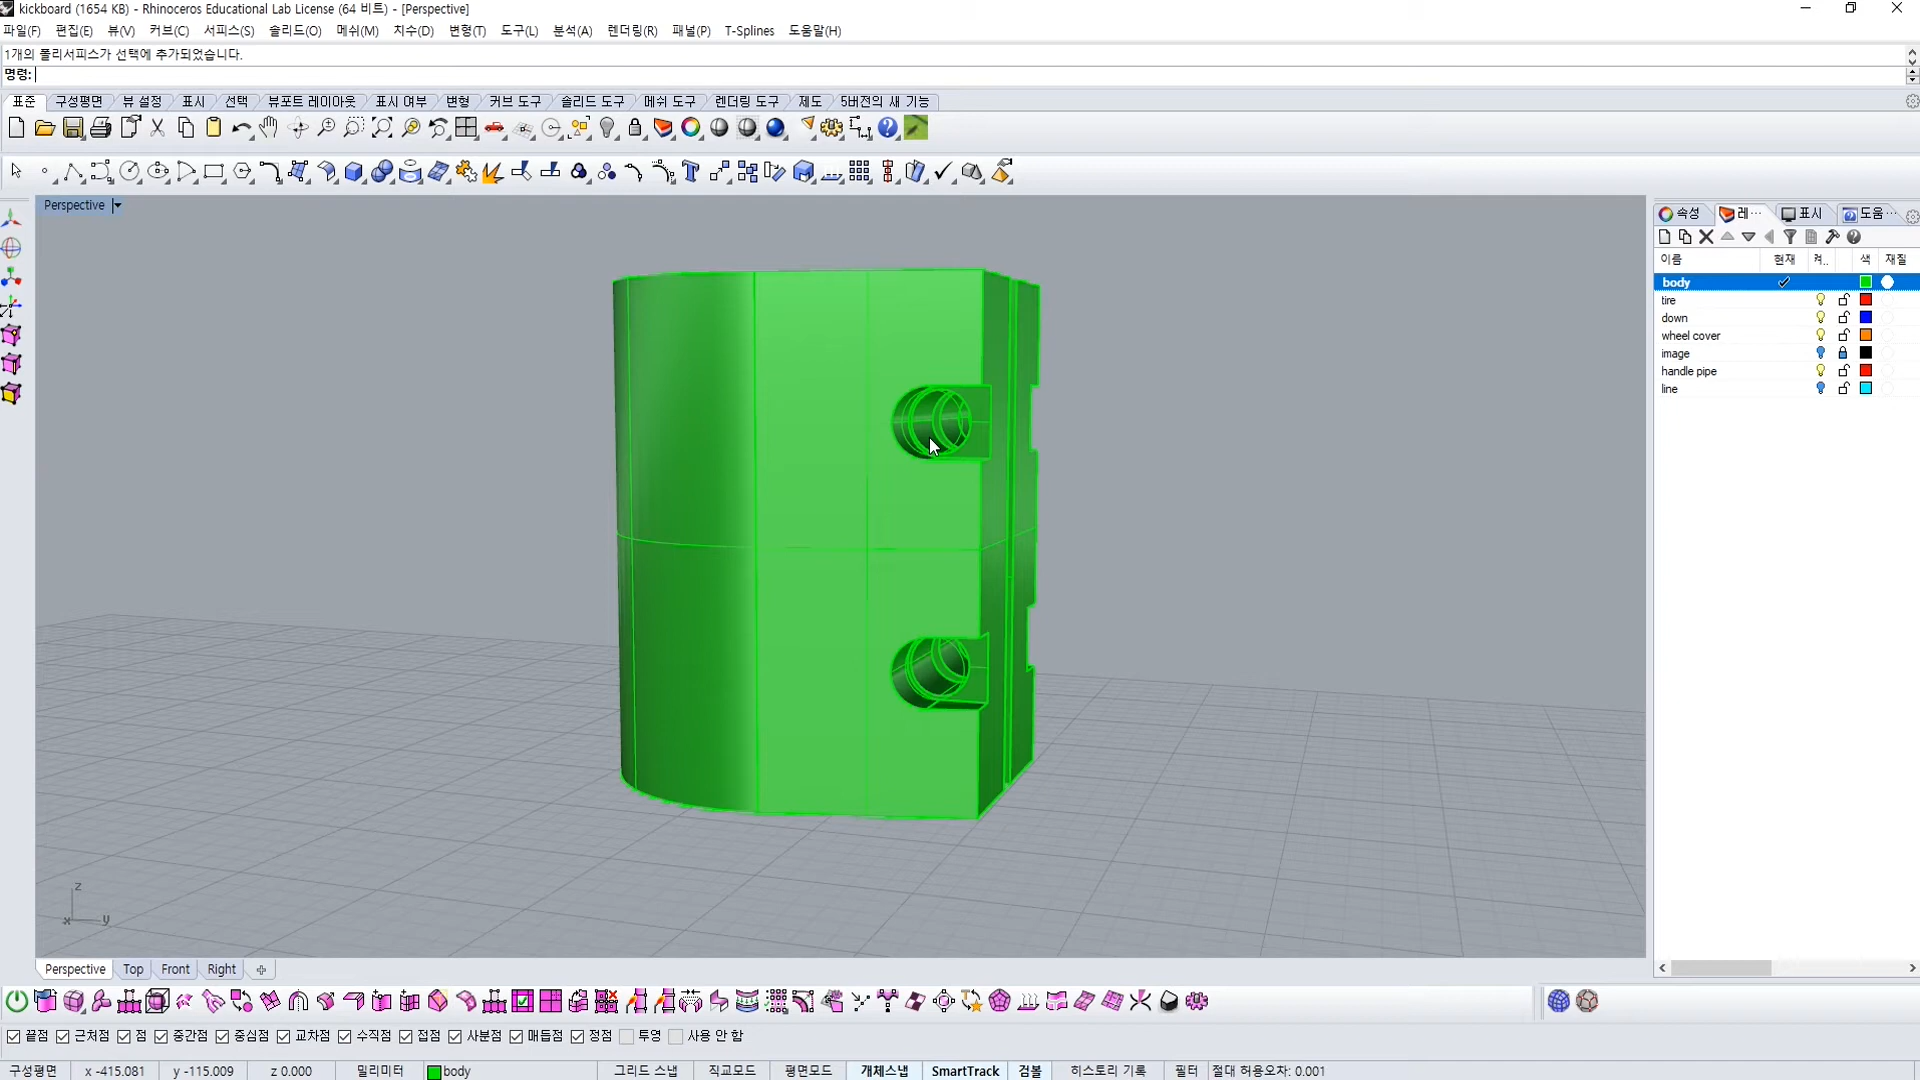 kickboard (1654 KB) - Rhinoceros Educational Lab License (64 비트) - [Perspective]
파일(F) 편집(E) 뷰(V) 커브(C) 서피스(S) 솔리드(O) 메쉬(M) 치수(D) 변형(T) 도구(L) 분석(A) 렌더링(R) 패널(P) T-Splines 도움말(H)
1개의 폴리서피스가 선택에 추가되었습니다.
명령:
표준 구성평면 뷰 설정 표시 선택 뷰포트 레이아웃 표시 여부 변형 커브 도구 솔리드 도구 메쉬 도구 렌더링 도구 제도 5버전의 새 기능
Perspective
속성 레... 표시 도움...
이름 현재 켜.. 색 재질
body
tire
down
wheel cover
image
handle pipe
line
z
x y
Perspective Top Front Right
끝점 근처점 점 중간점 중심점 교차점 수직점 접점 사분점 매듭점 정점 투영 사용 안 함
구성평면 x -415.081 y -115.009 z 0.000 밀리미터 body 그리드 스냅 직교모드 평면모드 개체스냅 SmartTrack 검볼 히스토리 기록 필터 절대 허용오차: 0.001